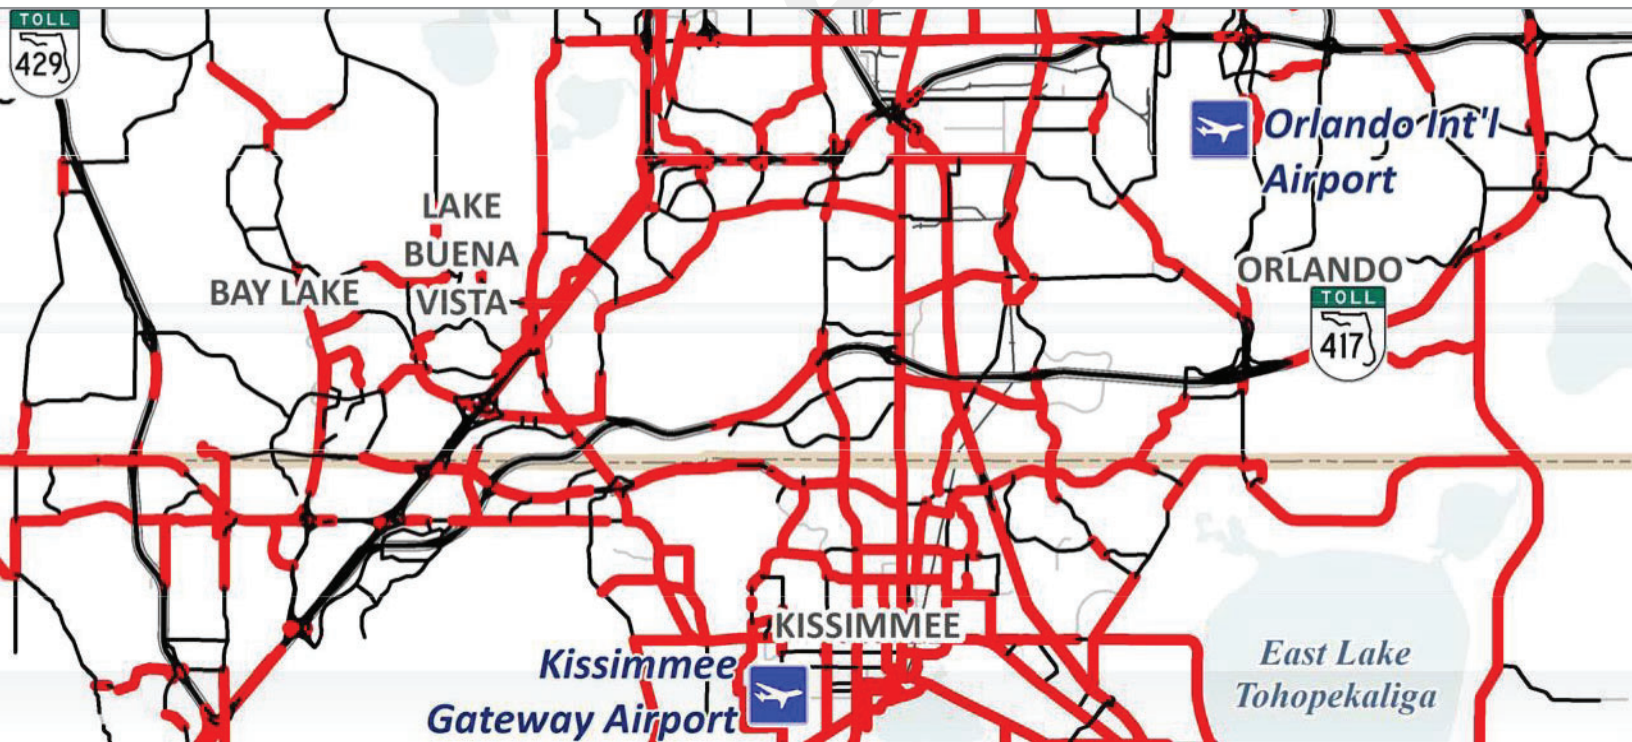 TOLL
429
Orlando Int'l
Airport
LAKE
BUENA
VISTA
BAY LAKE
ORLANDO
TOLL
417
KISSIMMEE
Kissimmee
Gateway Airport
East Lake
Tohopekaliga